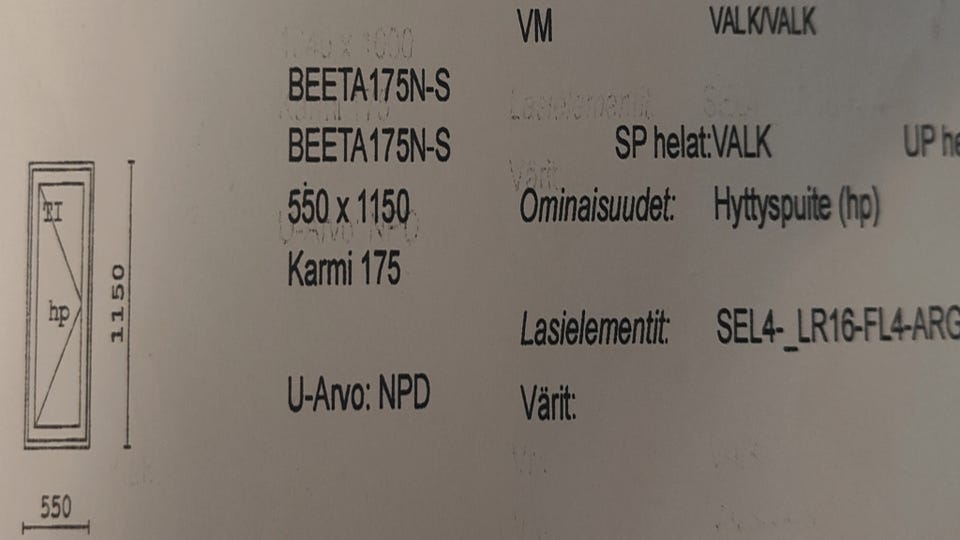 VM VALK/VALK
BEETA175N-S
BEETA175N-S SP helat:VALK UP
550 x 1150 Ominaisuudet: Hyttyspuite (hp)
Karmi 175
Lasielementit: SEL4-_LR16-FL4-ARG
U-Arvo: NPD Värit:
TI
hp
1150
550